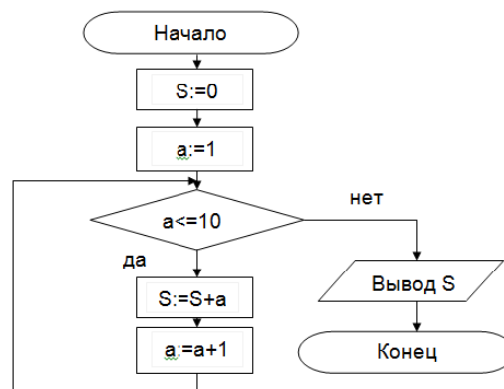 Начало
S:=0
a:=1
a<=10
нет
да
S:=S+a
a:=a+1
Вывод S
Конец